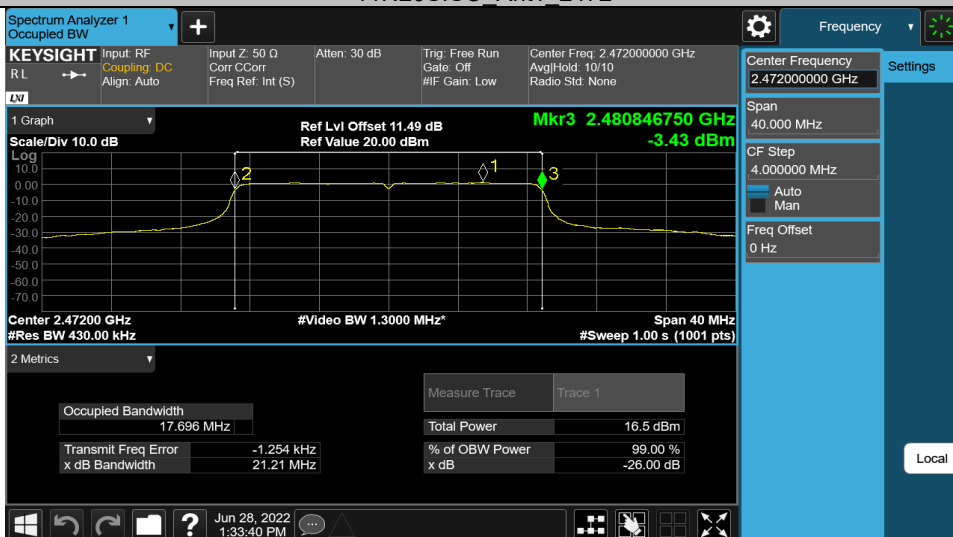 Spectrum Analyzer 1
Occupied BW
+
Frequency
KEYSIGHT
R L
LXI
Input: RF
Coupling: DC
Align: Auto
Input Z: 50 Ω
Corr CCorr
Freq Ref: Int (S)
Atten: 30 dB
Trig: Free Run
Gate: Off
#IF Gain: Low
Center Freq: 2.472000000 GHz
Avg|Hold: 10/10
Radio Std: None
Center Frequency
2.472000000 GHz
Settings
Span
40.000 MHz
CF Step
4.000000 MHz
Auto
Man
Freq Offset
0 Hz
Local
1 Graph
Scale/Div 10.0 dB
Ref Lvl Offset 11.49 dB
Ref Value 20.00 dBm
Mkr3 2.480846750 GHz
-3.43 dBm
Log
10.0
0.00
-10.0
-20.0
-30.0
-40.0
-50.0
-60.0
-70.0
2
1
3
Center 2.47200 GHz
#Video BW 1.3000 MHz*
Span 40 MHz
#Res BW 430.00 kHz
#Sweep 1.00 s (1001 pts)
2 Metrics
Measure Trace
Trace 1
Occupied Bandwidth
17.696 MHz
Total Power
16.5 dBm
Transmit Freq Error
-1.254 kHz
% of OBW Power
99.00 %
x dB Bandwidth
21.21 MHz
x dB
-26.00 dB
?
Jun 28, 2022
1:33:40 PM